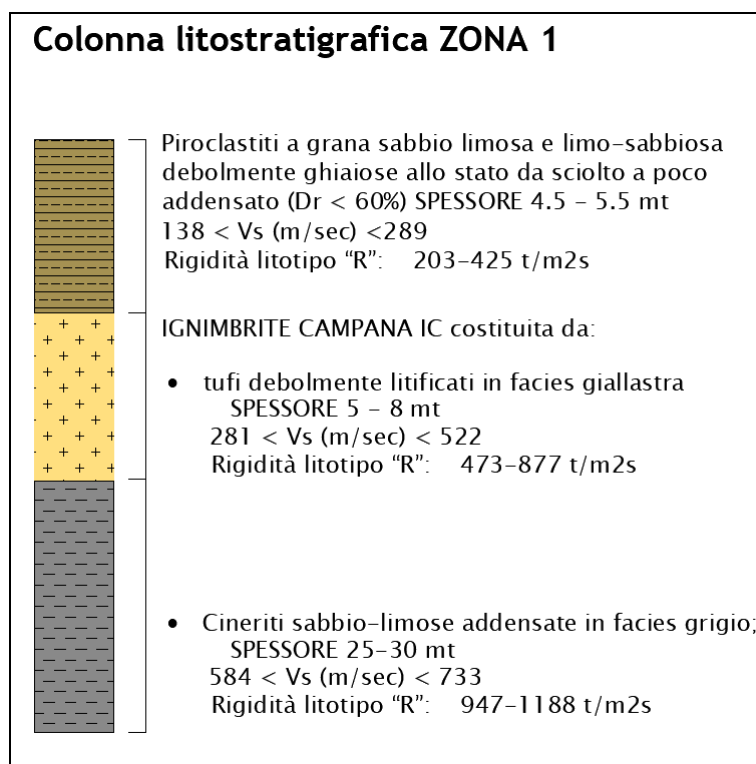 Colonna litostratigrafica ZONA 1
Piroclastiti a grana sabbio limosa e limo-sabbiosa
debolmente ghiaiose allo stato da sciolto a poco
addensato (Dr < 60%) SPESSORE 4.5 - 5.5 mt
138 < Vs (m/sec) <289
Rigidità litotipo “R”: 203-425 t/m2s
IGNIMBRITE CAMPANA IC costituita da:
• tufi debolmente litificati in facies giallastra
SPESSORE 5 - 8 mt
281 < Vs (m/sec) < 522
Rigidità litotipo “R”: 473-877 t/m2s
• Cineriti sabbio-limose addensate in facies grigio;
SPESSORE 25-30 mt
584 < Vs (m/sec) < 733
Rigidità litotipo “R”: 947-1188 t/m2s